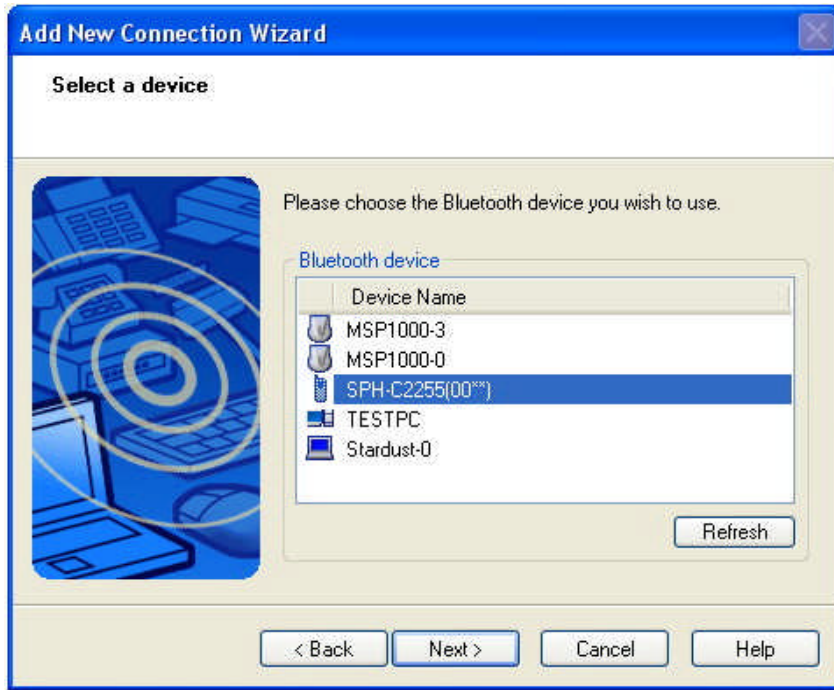 Add New Connection Wizard
Select a device
Please choose the Bluetooth device you wish to use.
Bluetooth device
Device Name
MSP1000-3
MSP1000-0
SPH-C2255(00**)
TESTPC
Stardust-0
Refresh
< Back Next > Cancel Help